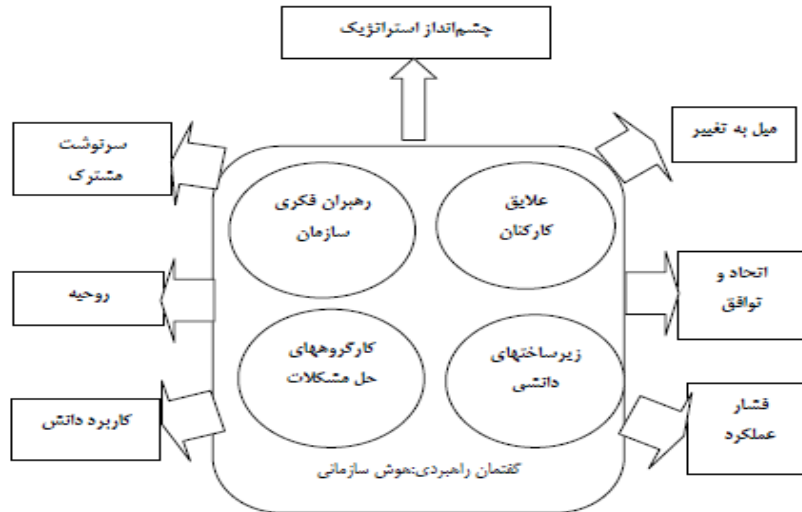 چشم‌انداز استراتژیک
میل به تغییر
سرنوشت
مشترک
علایق
کارکنان
رهبران فکری
سازمان
اتحاد و
توافق
روحیه
زیرساختهای
دانشی
کارگروههای
حل مشکلات
فشار
عملکرد
کاربرد دانش
گفتمان راهبردی:هوش سازمانی